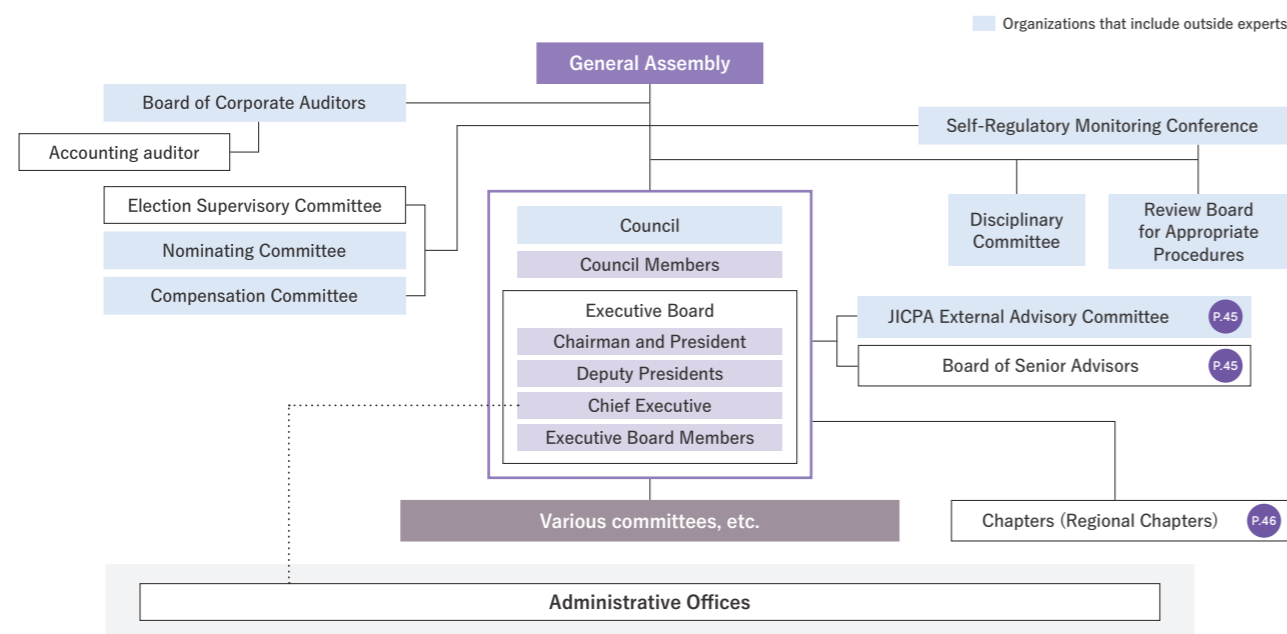 Organizations that include outside experts
General Assembly
Board of Corporate Auditors
Self-Regulatory Monitoring Conference
Accounting auditor
Election Supervisory Committee
Nominating Committee
Compensation Committee
Council
Council Members
Disciplinary
Committee
Review Board
for Appropriate
Procedures
Executive Board
Chairman and President
Deputy Presidents
Chief Executive
Executive Board Members
JICPA External Advisory Committee P.45
Board of Senior Advisors P.45
Various committees, etc.
Chapters (Regional Chapters) P.46
Administrative Offices